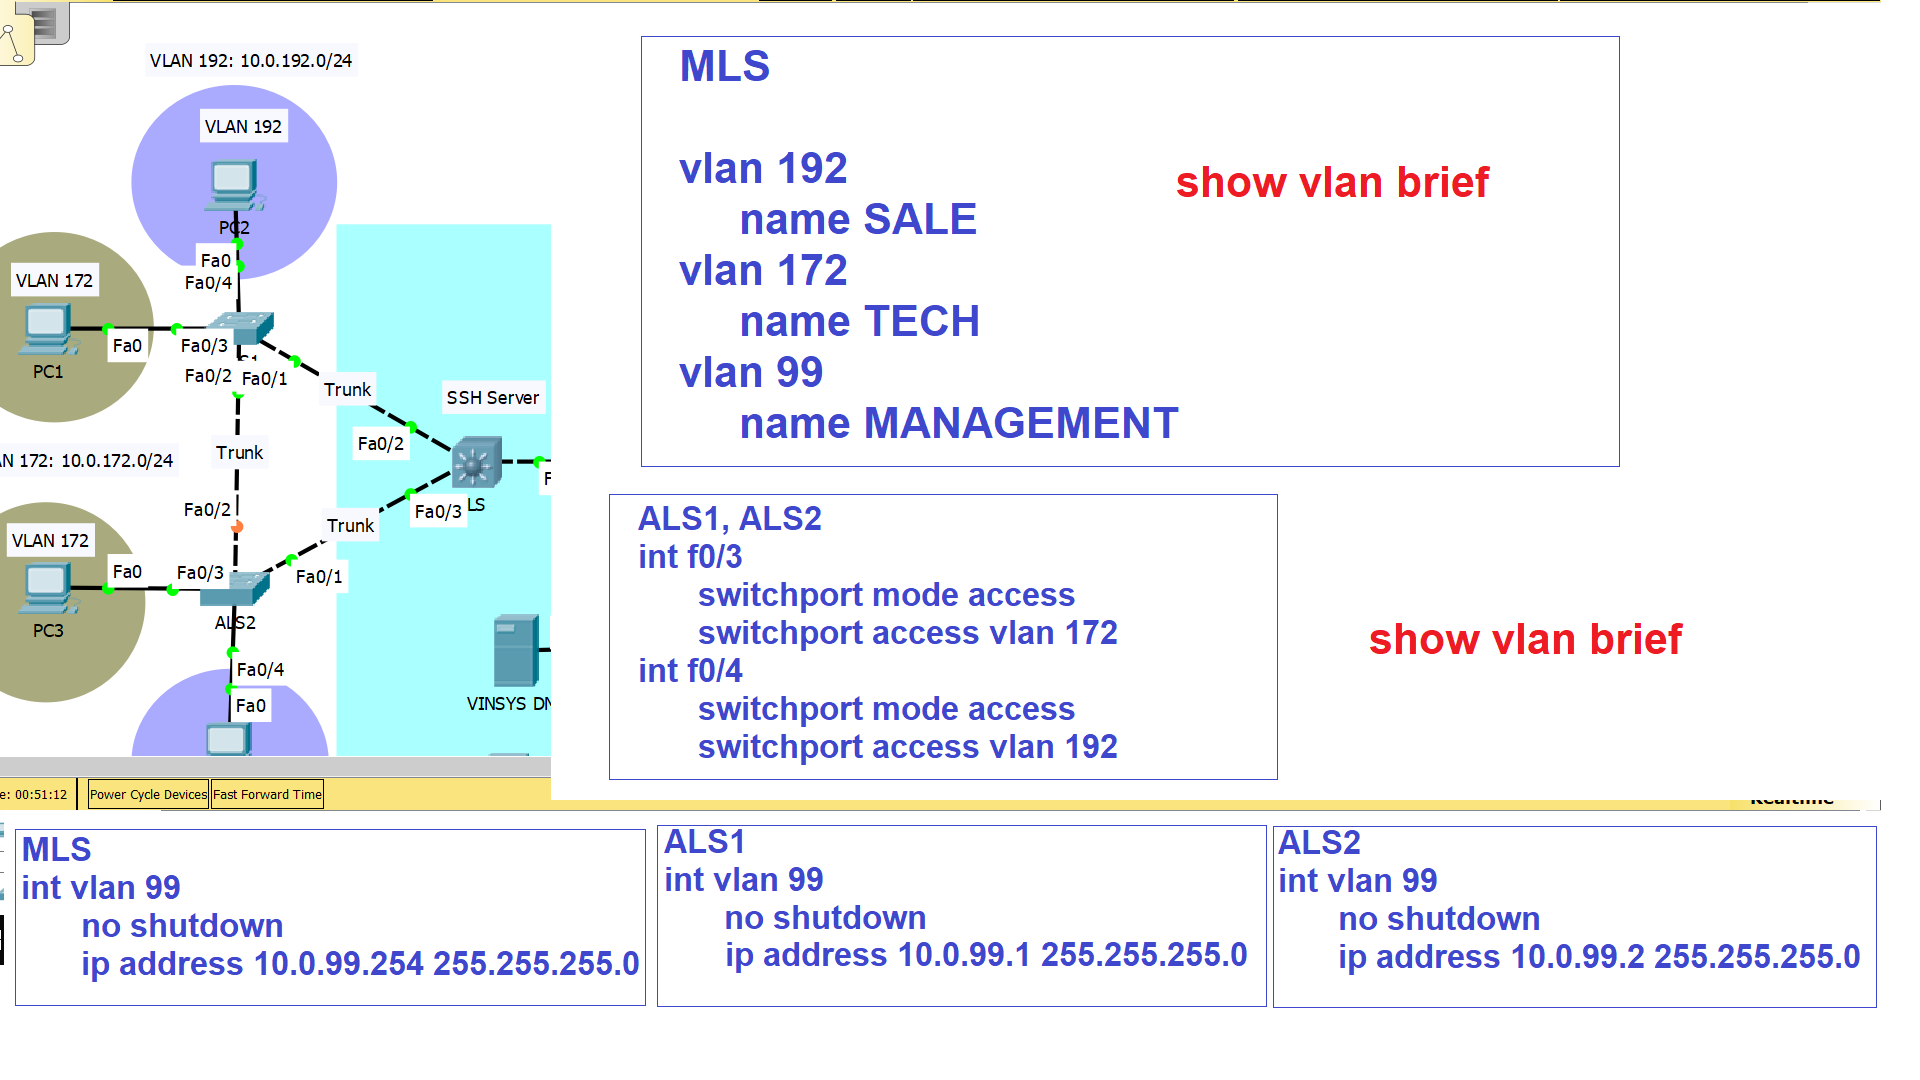 VLAN 192: 10.0.192.0/24
VLAN 192
PC2
Fa0
Fa0/4
VLAN 172
Fa0
Fa0/3
PC1
Fa0/2
Fa0/1
Trunk
SSH Server
Fa0/2
Trunk
N 172: 10.0.172.0/24
Fa0/2
Fa0/3
LS
Trunk
VLAN 172
Fa0
Fa0/3
Fa0/1
PC3
ALS2
Fa0/4
Fa0
VINSYS DN
e: 00:51:12
Power Cycle Devices
Fast Forward Time
MLS
vlan 192
name SALE
vlan 172
name TECH
vlan 99
name MANAGEMENT
show vlan brief
ALS1, ALS2
int f0/3
switchport mode access
switchport access vlan 172
int f0/4
switchport mode access
switchport access vlan 192
show vlan brief
MLS
int vlan 99
no shutdown
ip address 10.0.99.254 255.255.255.0
ALS1
int vlan 99
no shutdown
ip address 10.0.99.1 255.255.255.0
ALS2
int vlan 99
no shutdown
ip address 10.0.99.2 255.255.255.0